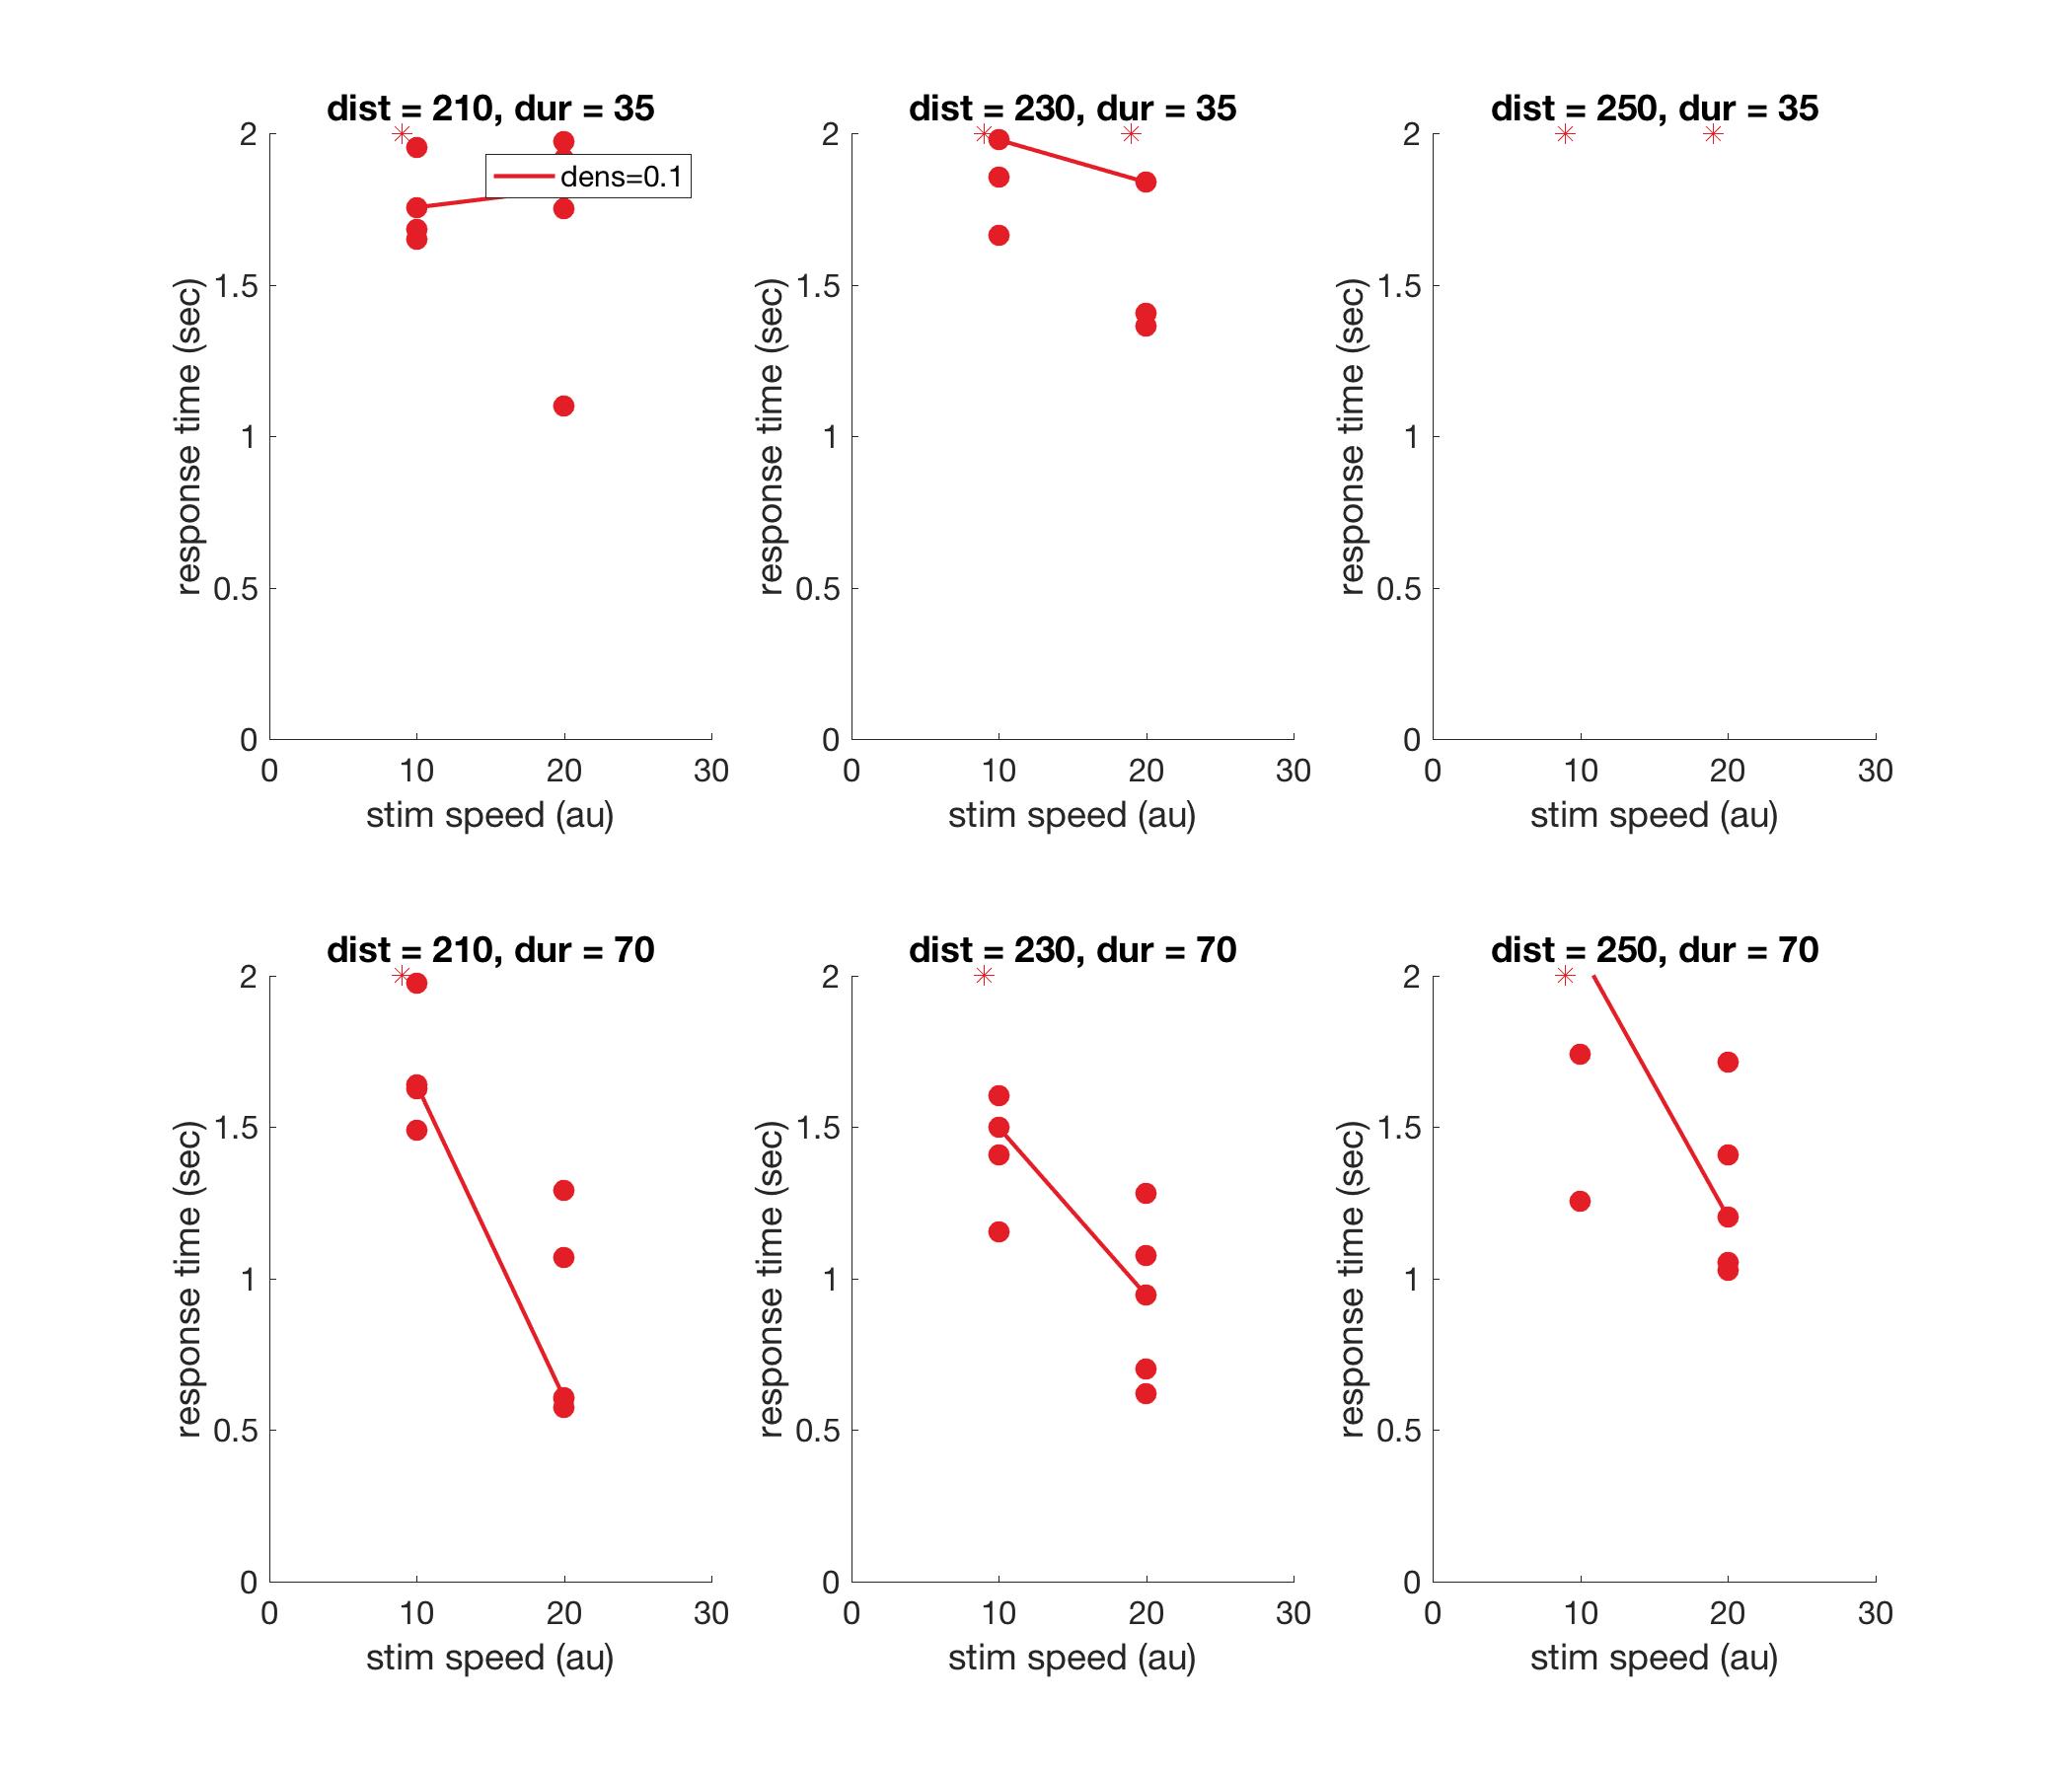 dist = 210, dur = 35
2
1.5
1
0.5
0
response time (sec)
dens=0.1
0 10 20 30
stim speed (au)
dist = 230, dur = 35
2
1.5
1
0.5
0
response time (sec)
0 10 20 30
stim speed (au)
dist = 250, dur = 35
2
1.5
1
0.5
0
response time (sec)
0 10 20 30
stim speed (au)
dist = 210, dur = 70
2
1.5
1
0.5
0
response time (sec)
0 10 20 30
stim speed (au)
dist = 230, dur = 70
2
1.5
1
0.5
0
response time (sec)
0 10 20 30
stim speed (au)
dist = 250, dur = 70
2
1.5
1
0.5
0
response time (sec)
0 10 20 30
stim speed (au)